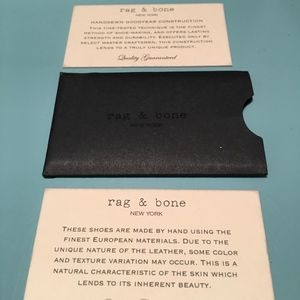 rag & bone
NEW YORK
HANDSEWN GOODYEAR CONSTRUCTION
THIS TIME-TESTED TECHNIQUE IS THE FINEST
METHOD OF SHOE-MAKING, AND OFFERS LASTING
STRENGTH AND DURABILITY. EXECUTED ONLY BY
SELECT MASTER CRAFTSMEN, THIS CONSTRUCTION
LENDS TO A TRULY UNIQUE PRODUCT.
Quality Guaranteed
rag & bone
NEW YORK
rag & bone
NEW YORK
THESE SHOES ARE MADE BY HAND USING THE
FINEST EUROPEAN MATERIALS. DUE TO THE
UNIQUE NATURE OF THE LEATHER, SOME COLOR
AND TEXTURE VARIATION MAY OCCUR. THIS IS A
NATURAL CHARACTERISTIC OF THE SKIN WHICH
LENDS TO ITS INHERENT BEAUTY.